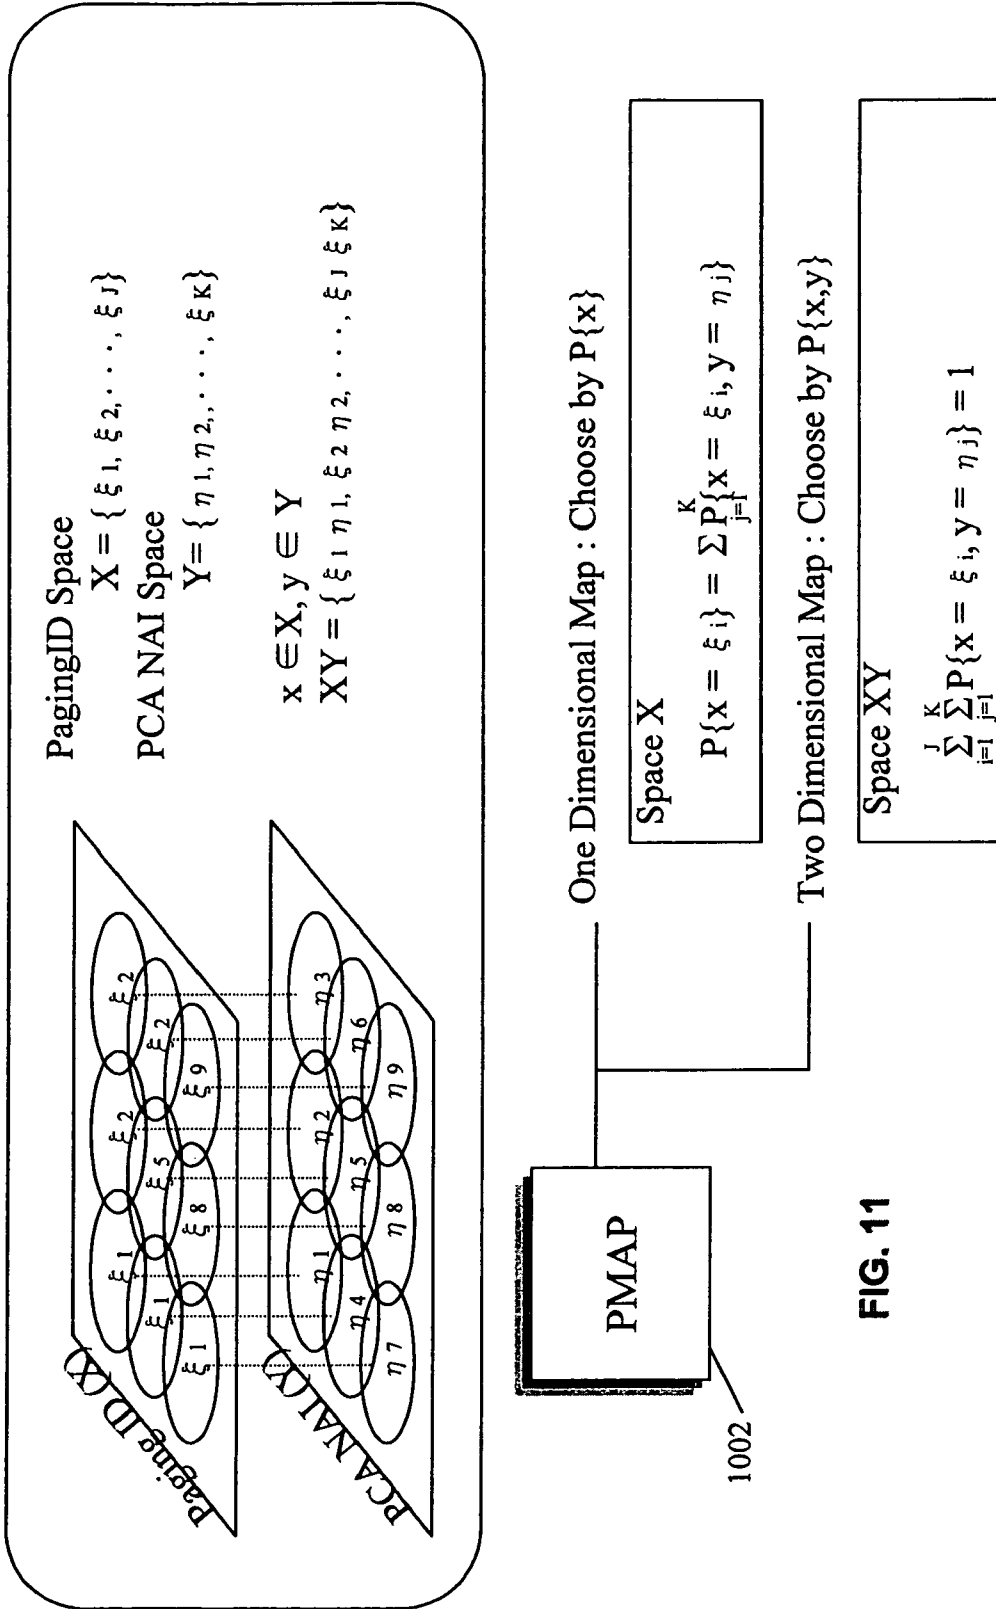 Paging ID (X)
ξ1 ξ2 ξ2
ξ1 ξ5 ξ2
ξ1 ξ8 ξ9
PCA NAI (Y)
η1 η2 η3
η4 η5 η6
η7 η8 η9
PagingID Space
X = { ξ1, ξ2, · · ·, ξJ}
PCA NAI Space
Y= { η1, η2,, · · ·, ξK}
x ∈X, y ∈ Y
XY = { ξ1 η1, ξ2 η2, · · ·, ξJ ξK}
PMAP
1002
One Dimensional Map : Choose by P{x}
Space X
P{x = ξi} = Σ^K_{j=1} P{x = ξi, y = ηj}
Two Dimensional Map : Choose by P{x,y}
Space XY
Σ^J_{i=1} Σ^K_{j=1} P{x = ξi, y = ηj} = 1
FIG. 11